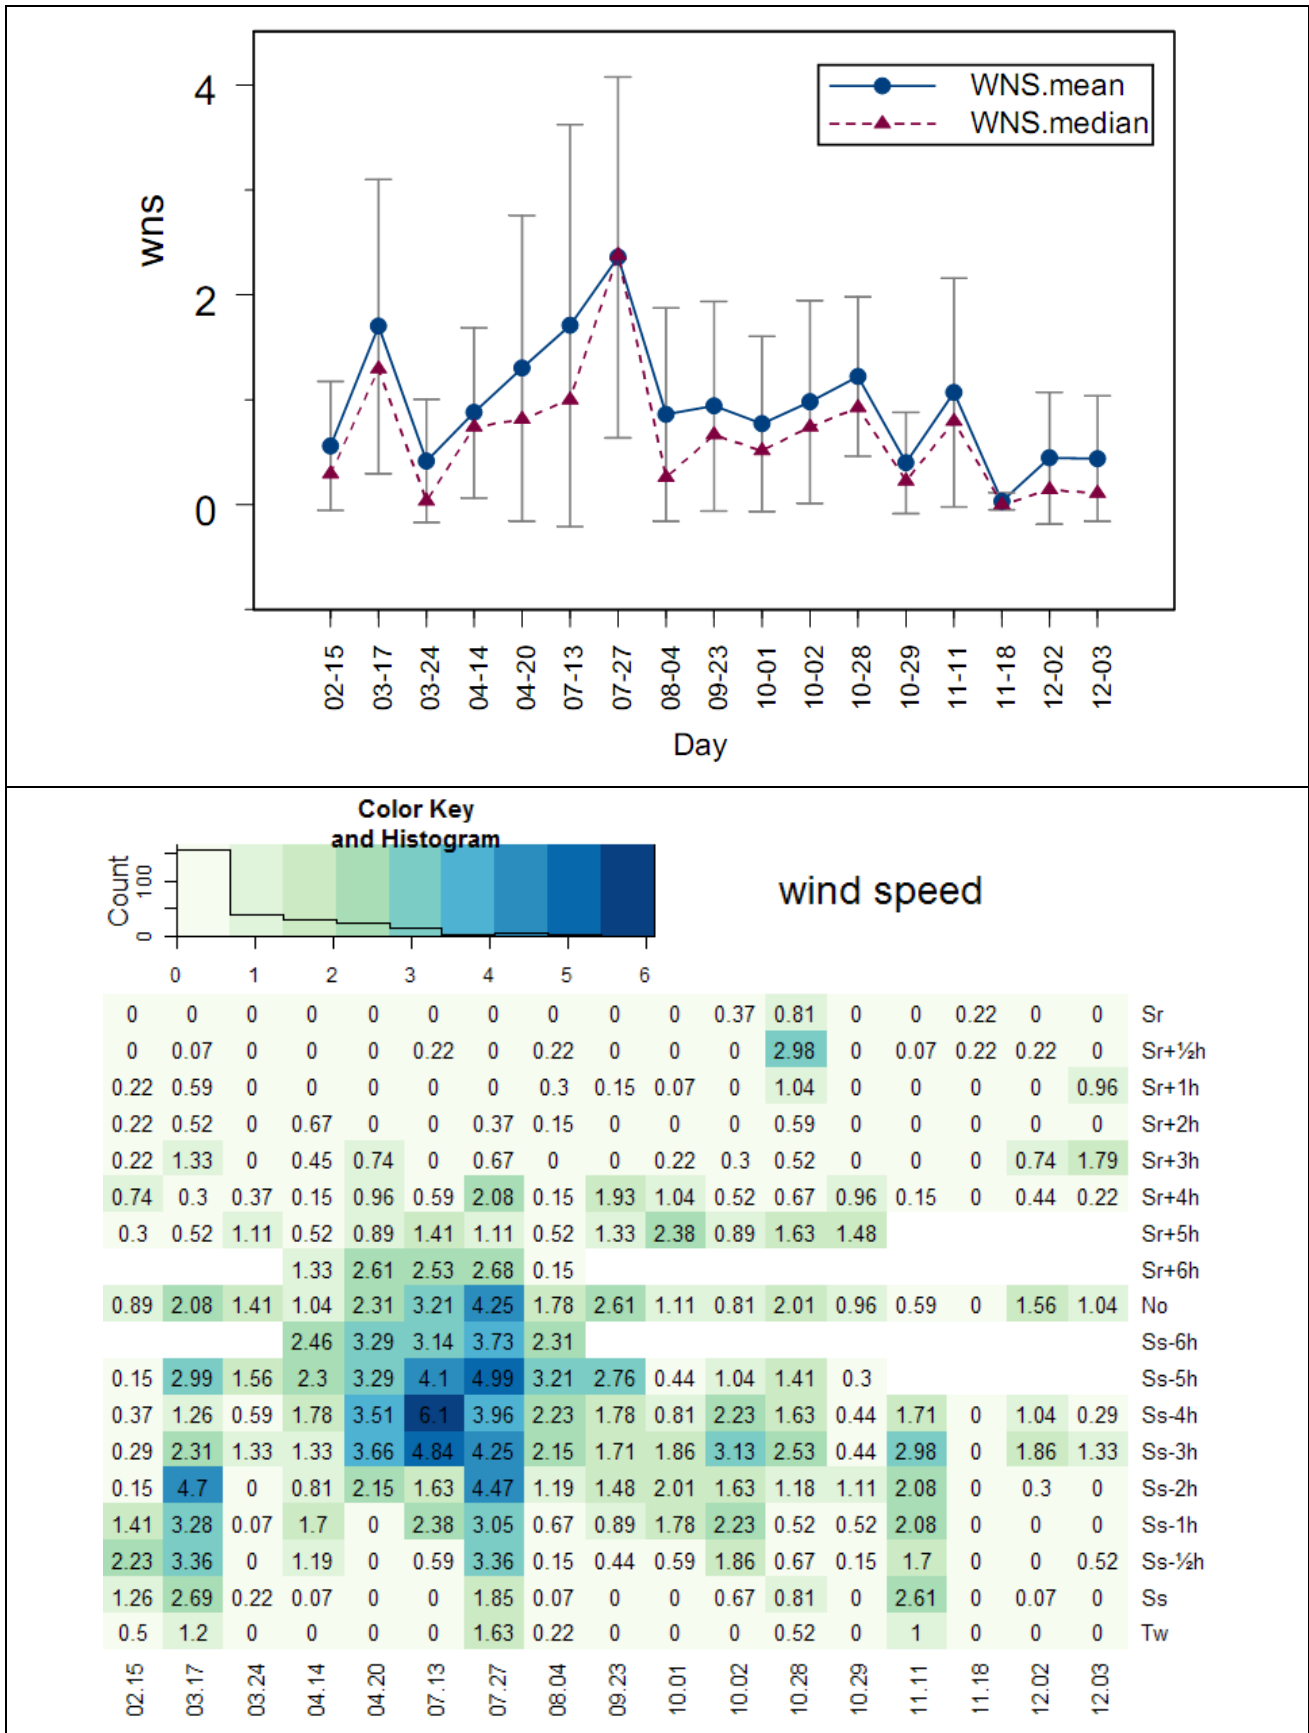 4
2
0
wns
WNS.mean
WNS.median
02-15 03-17 03-24 04-14 04-20 07-13 07-27 08-04 09-23 10-01 10-02 10-28 10-29 11-11 11-18 12-02 12-03
Day
Color Key
and Histogram
Count
0 100
0 1 2 3 4 5 6
wind speed
0 0 0 0 0 0 0 0 0 0 0.37 0.81 0 0 0.22 0 0 Sr
0 0.07 0 0 0 0.22 0 0.22 0 0 0 2.98 0 0.07 0.22 0.22 0 Sr+½h
0.22 0.59 0 0 0 0 0 0.3 0.15 0.07 0 1.04 0 0 0 0 0.96 Sr+1h
0.22 0.52 0 0.67 0 0 0.37 0.15 0 0 0 0.59 0 0 0 0 0 Sr+2h
0.22 1.33 0 0.45 0.74 0 0.67 0 0 0.22 0.3 0.52 0 0 0 0.74 1.79 Sr+3h
0.74 0.3 0.37 0.15 0.96 0.59 2.08 0.15 1.93 1.04 0.52 0.67 0.96 0.15 0 0.44 0.22 Sr+4h
0.3 0.52 1.11 0.52 0.89 1.41 1.11 0.52 1.33 2.38 0.89 1.63 1.48 Sr+5h
1.33 2.61 2.53 2.68 0.15 Sr+6h
0.89 2.08 1.41 1.04 2.31 3.21 4.25 1.78 2.61 1.11 0.81 2.01 0.96 0.59 0 1.56 1.04 No
2.46 3.29 3.14 3.73 2.31 Ss-6h
0.15 2.99 1.56 2.3 3.29 4.1 4.99 3.21 2.76 0.44 1.04 1.41 0.3 Ss-5h
0.37 1.26 0.59 1.78 3.51 6.1 3.96 2.23 1.78 0.81 2.23 1.63 0.44 1.71 0 1.04 0.29 Ss-4h
0.29 2.31 1.33 1.33 3.66 4.84 4.25 2.15 1.71 1.86 3.13 2.53 0.44 2.98 0 1.86 1.33 Ss-3h
0.15 4.7 0 0.81 2.15 1.63 4.47 1.19 1.48 2.01 1.63 1.18 1.11 2.08 0 0.3 0 Ss-2h
1.41 3.28 0.07 1.7 0 2.38 3.05 0.67 0.89 1.78 2.23 0.52 0.52 2.08 0 0 0 Ss-1h
2.23 3.36 0 1.19 0 0.59 3.36 0.15 0.44 0.59 1.86 0.67 0.15 1.7 0 0 0.52 Ss-½h
1.26 2.69 0.22 0.07 0 0 1.85 0.07 0 0 0.67 0.81 0 2.61 0 0.07 0 Ss
0.5 1.2 0 0 0 0 1.63 0.22 0 0 0 0.52 0 1 0 0 0 Tw
02.15 03.17 03.24 04.14 04.20 07.13 07.27 08.04 09.23 10.01 10.02 10.28 10.29 11.11 11.18 12.02 12.03